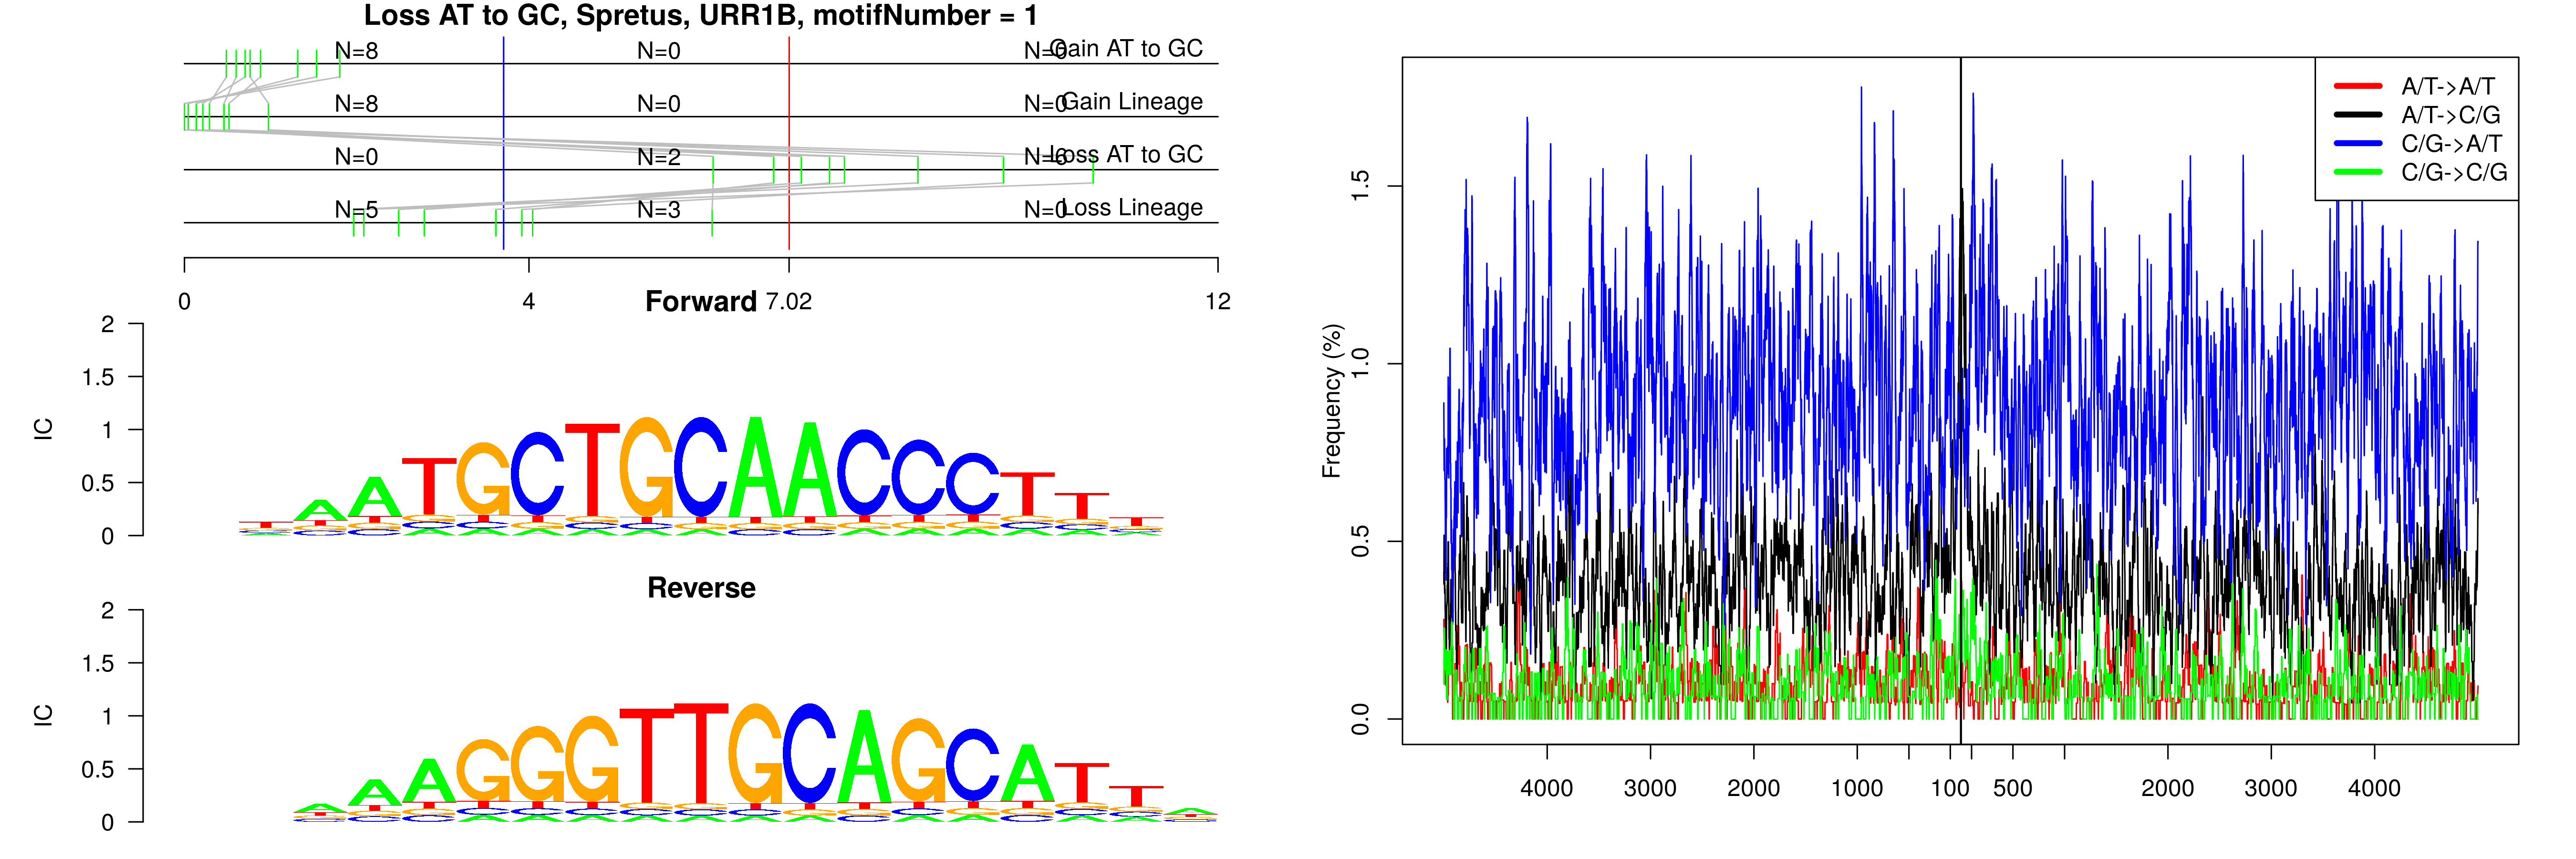 Loss AT to GC, Spretus, URR1B, motifNumber = 1
N=8 N=0 N=0 Gain AT to GC
N=8 N=0 N=0 Gain Lineage
N=0 N=2 N=6 Loss AT to GC
N=5 N=3 N=0 Loss Lineage
0 4 7.02 12
Forward
2
1.5
1
0.5
0
IC
TAATGCTGCAACCCTTT
Reverse
2
1.5
1
0.5
0
IC
AAAGGGTTGCAGCATTA
A/T->A/T
A/T->C/G
C/G->A/T
C/G->C/G
Frequency (%)
1.5
1.0
0.5
0.0
4000 3000 2000 1000 100 500 2000 3000 4000